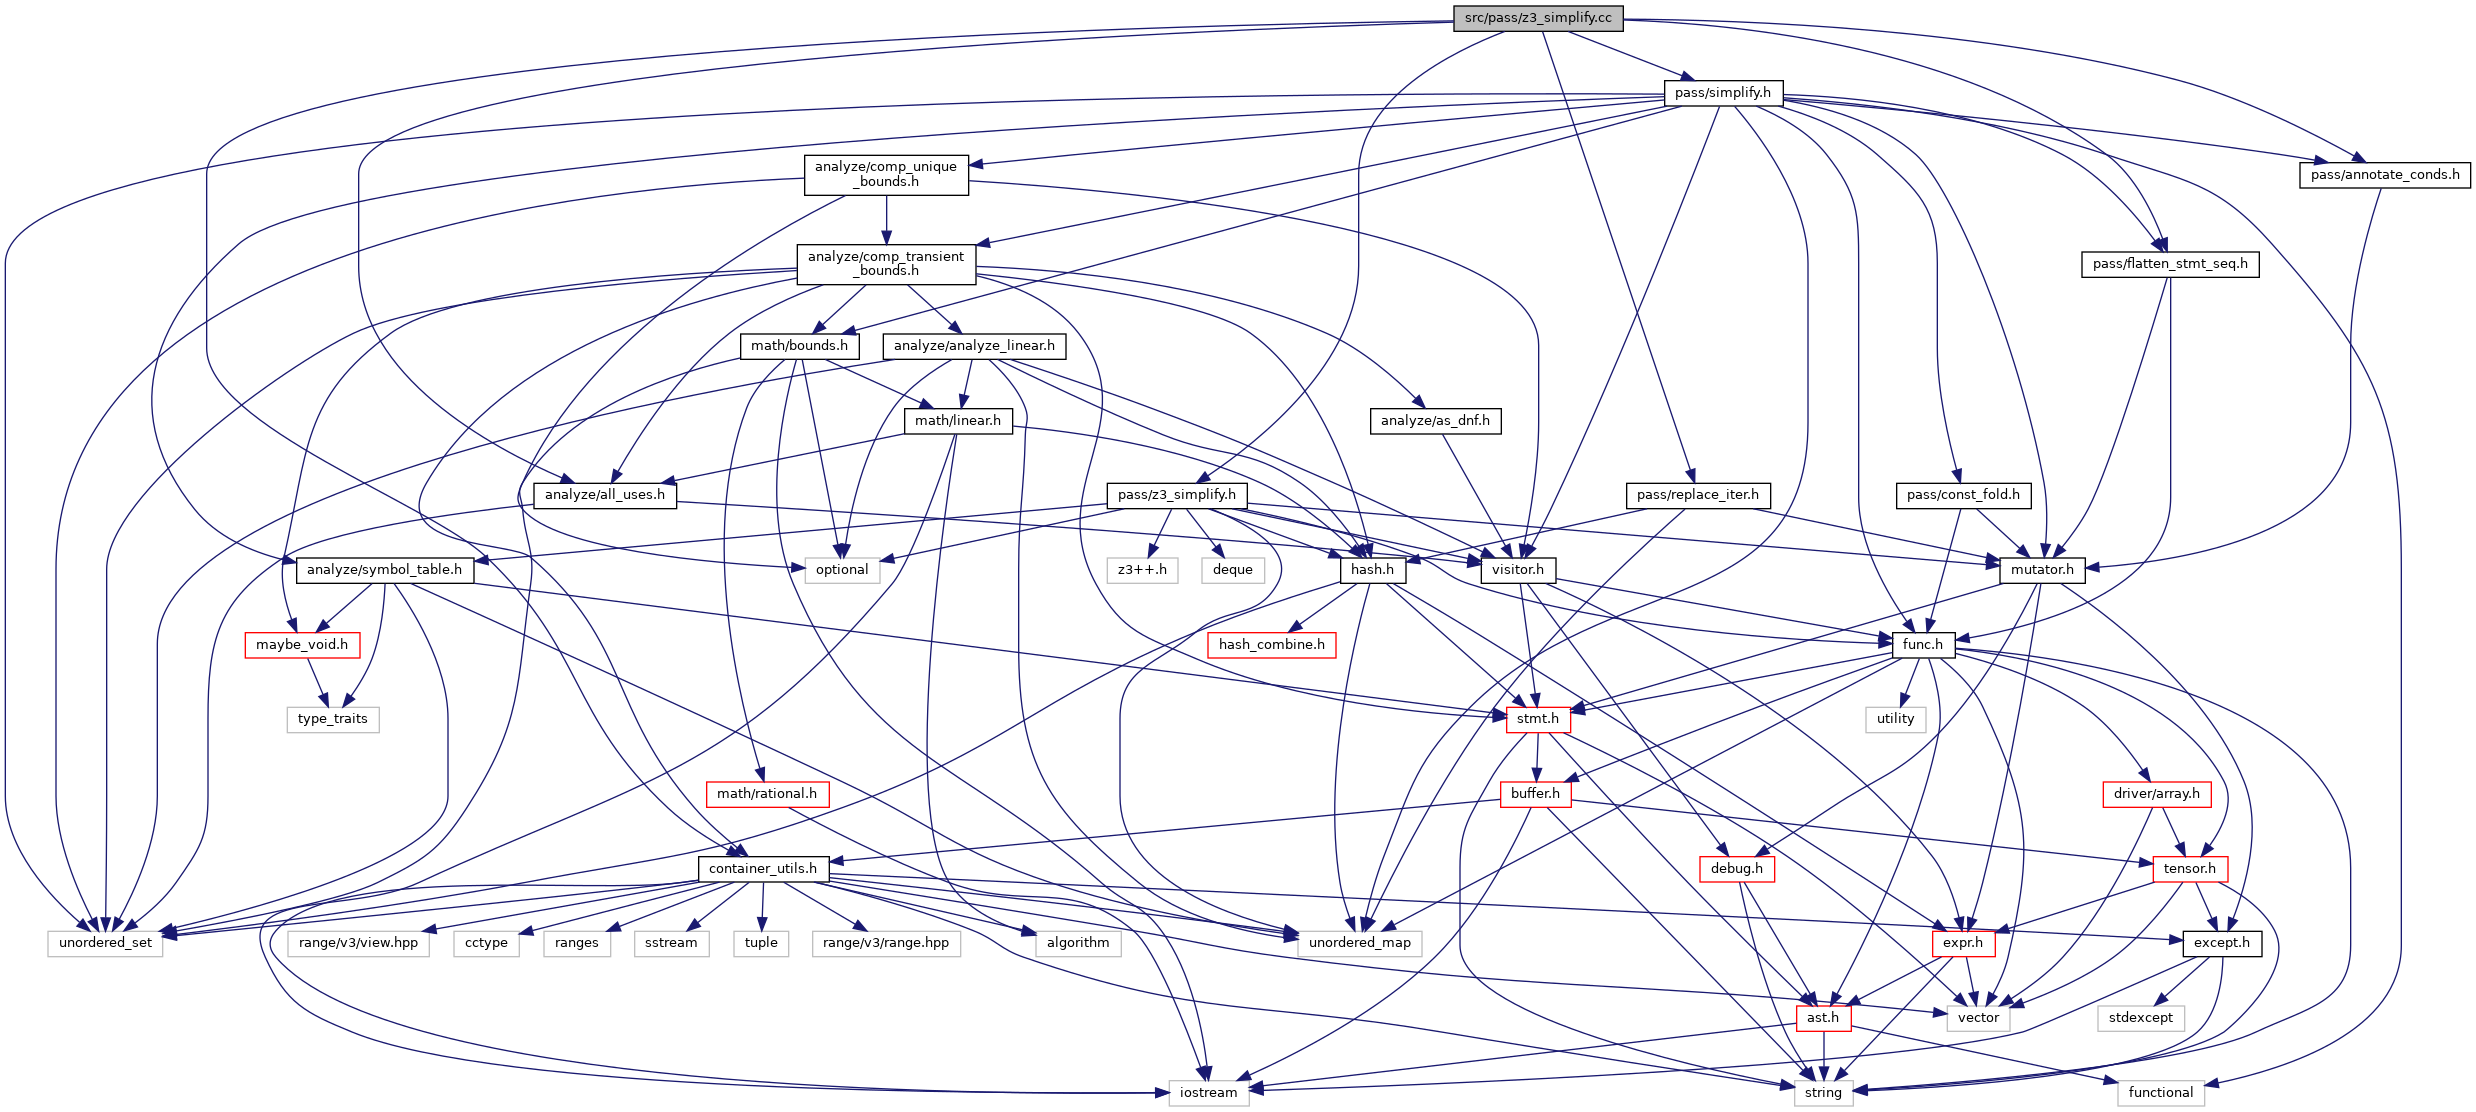 src/pass/z3_simplify.cc
pass/simplify.h
analyze/comp_unique
_bounds.h
pass/annotate_conds.h
analyze/comp_transient
_bounds.h
pass/flatten_stmt_seq.h
math/bounds.h
analyze/analyze_linear.h
math/linear.h
analyze/as_dnf.h
analyze/all_uses.h
pass/z3_simplify.h
pass/replace_iter.h
pass/const_fold.h
analyze/symbol_table.h
optional
z3++.h
deque
hash.h
visitor.h
mutator.h
maybe_void.h
hash_combine.h
func.h
type_traits
stmt.h
utility
math/rational.h
buffer.h
driver/array.h
container_utils.h
debug.h
tensor.h
unordered_set
range/v3/view.hpp
cctype
ranges
sstream
tuple
range/v3/range.hpp
algorithm
unordered_map
expr.h
except.h
ast.h
vector
stdexcept
iostream
string
functional